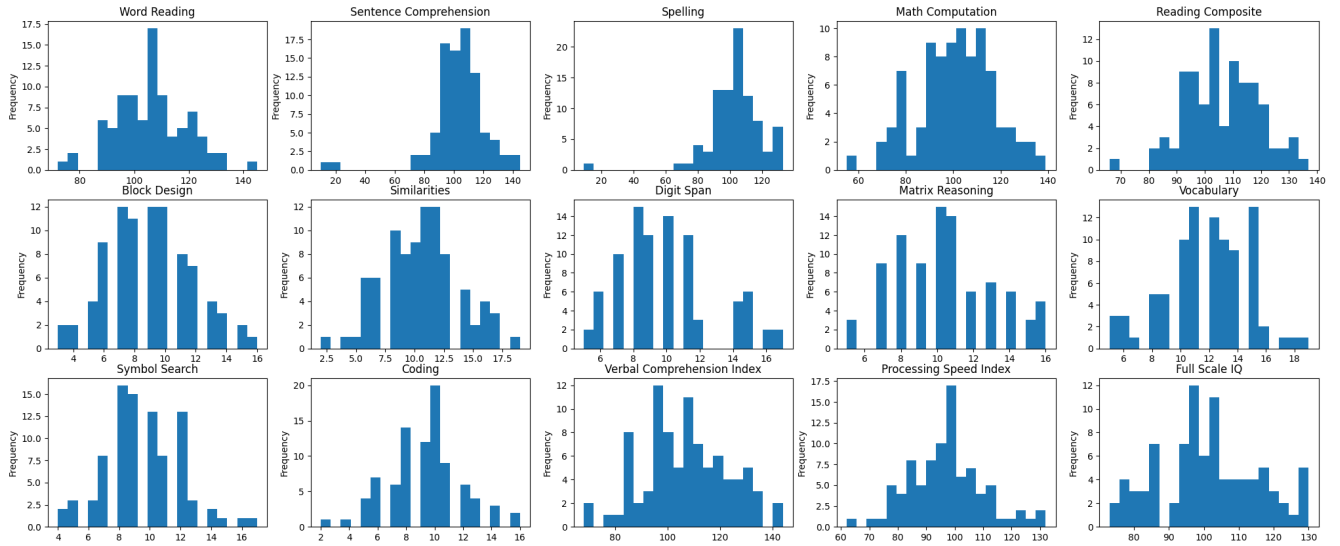 Word Reading
Frequency
17.5
15.0
12.5
10.0
7.5
5.0
2.5
0.0
80 100 120 140
Sentence Comprehension
Frequency
17.5
15.0
12.5
10.0
7.5
5.0
2.5
0.0
20 40 60 80 100 120 140
Spelling
Frequency
20
15
10
5
0
20 40 60 80 100 120
Math Computation
Frequency
10
8
6
4
2
0
60 80 100 120 140
Reading Composite
Frequency
12
10
8
6
4
2
0
70 80 90 100 110 120 130 140
Block Design
Frequency
12
10
8
6
4
2
0
4 6 8 10 12 14 16
Similarities
Frequency
12
10
8
6
4
2
0
2.5 5.0 7.5 10.0 12.5 15.0 17.5
Digit Span
Frequency
14
12
10
8
6
4
2
0
6 8 10 12 14 16
Matrix Reasoning
Frequency
14
12
10
8
6
4
2
0
6 8 10 12 14 16
Vocabulary
Frequency
12
10
8
6
4
2
0
6 8 10 12 14 16 18
Symbol Search
Frequency
15.0
12.5
10.0
7.5
5.0
2.5
0.0
4 6 8 10 12 14 16
Coding
Frequency
20
15
10
5
0
2 4 6 8 10 12 14 16
Verbal Comprehension Index
Frequency
12
10
8
6
4
2
0
80 100 120 140
Processing Speed Index
Frequency
17.5
15.0
12.5
10.0
7.5
5.0
2.5
0.0
60 70 80 90 100 110 120 130
Full Scale IQ
Frequency
12
10
8
6
4
2
0
80 90 100 110 120 130